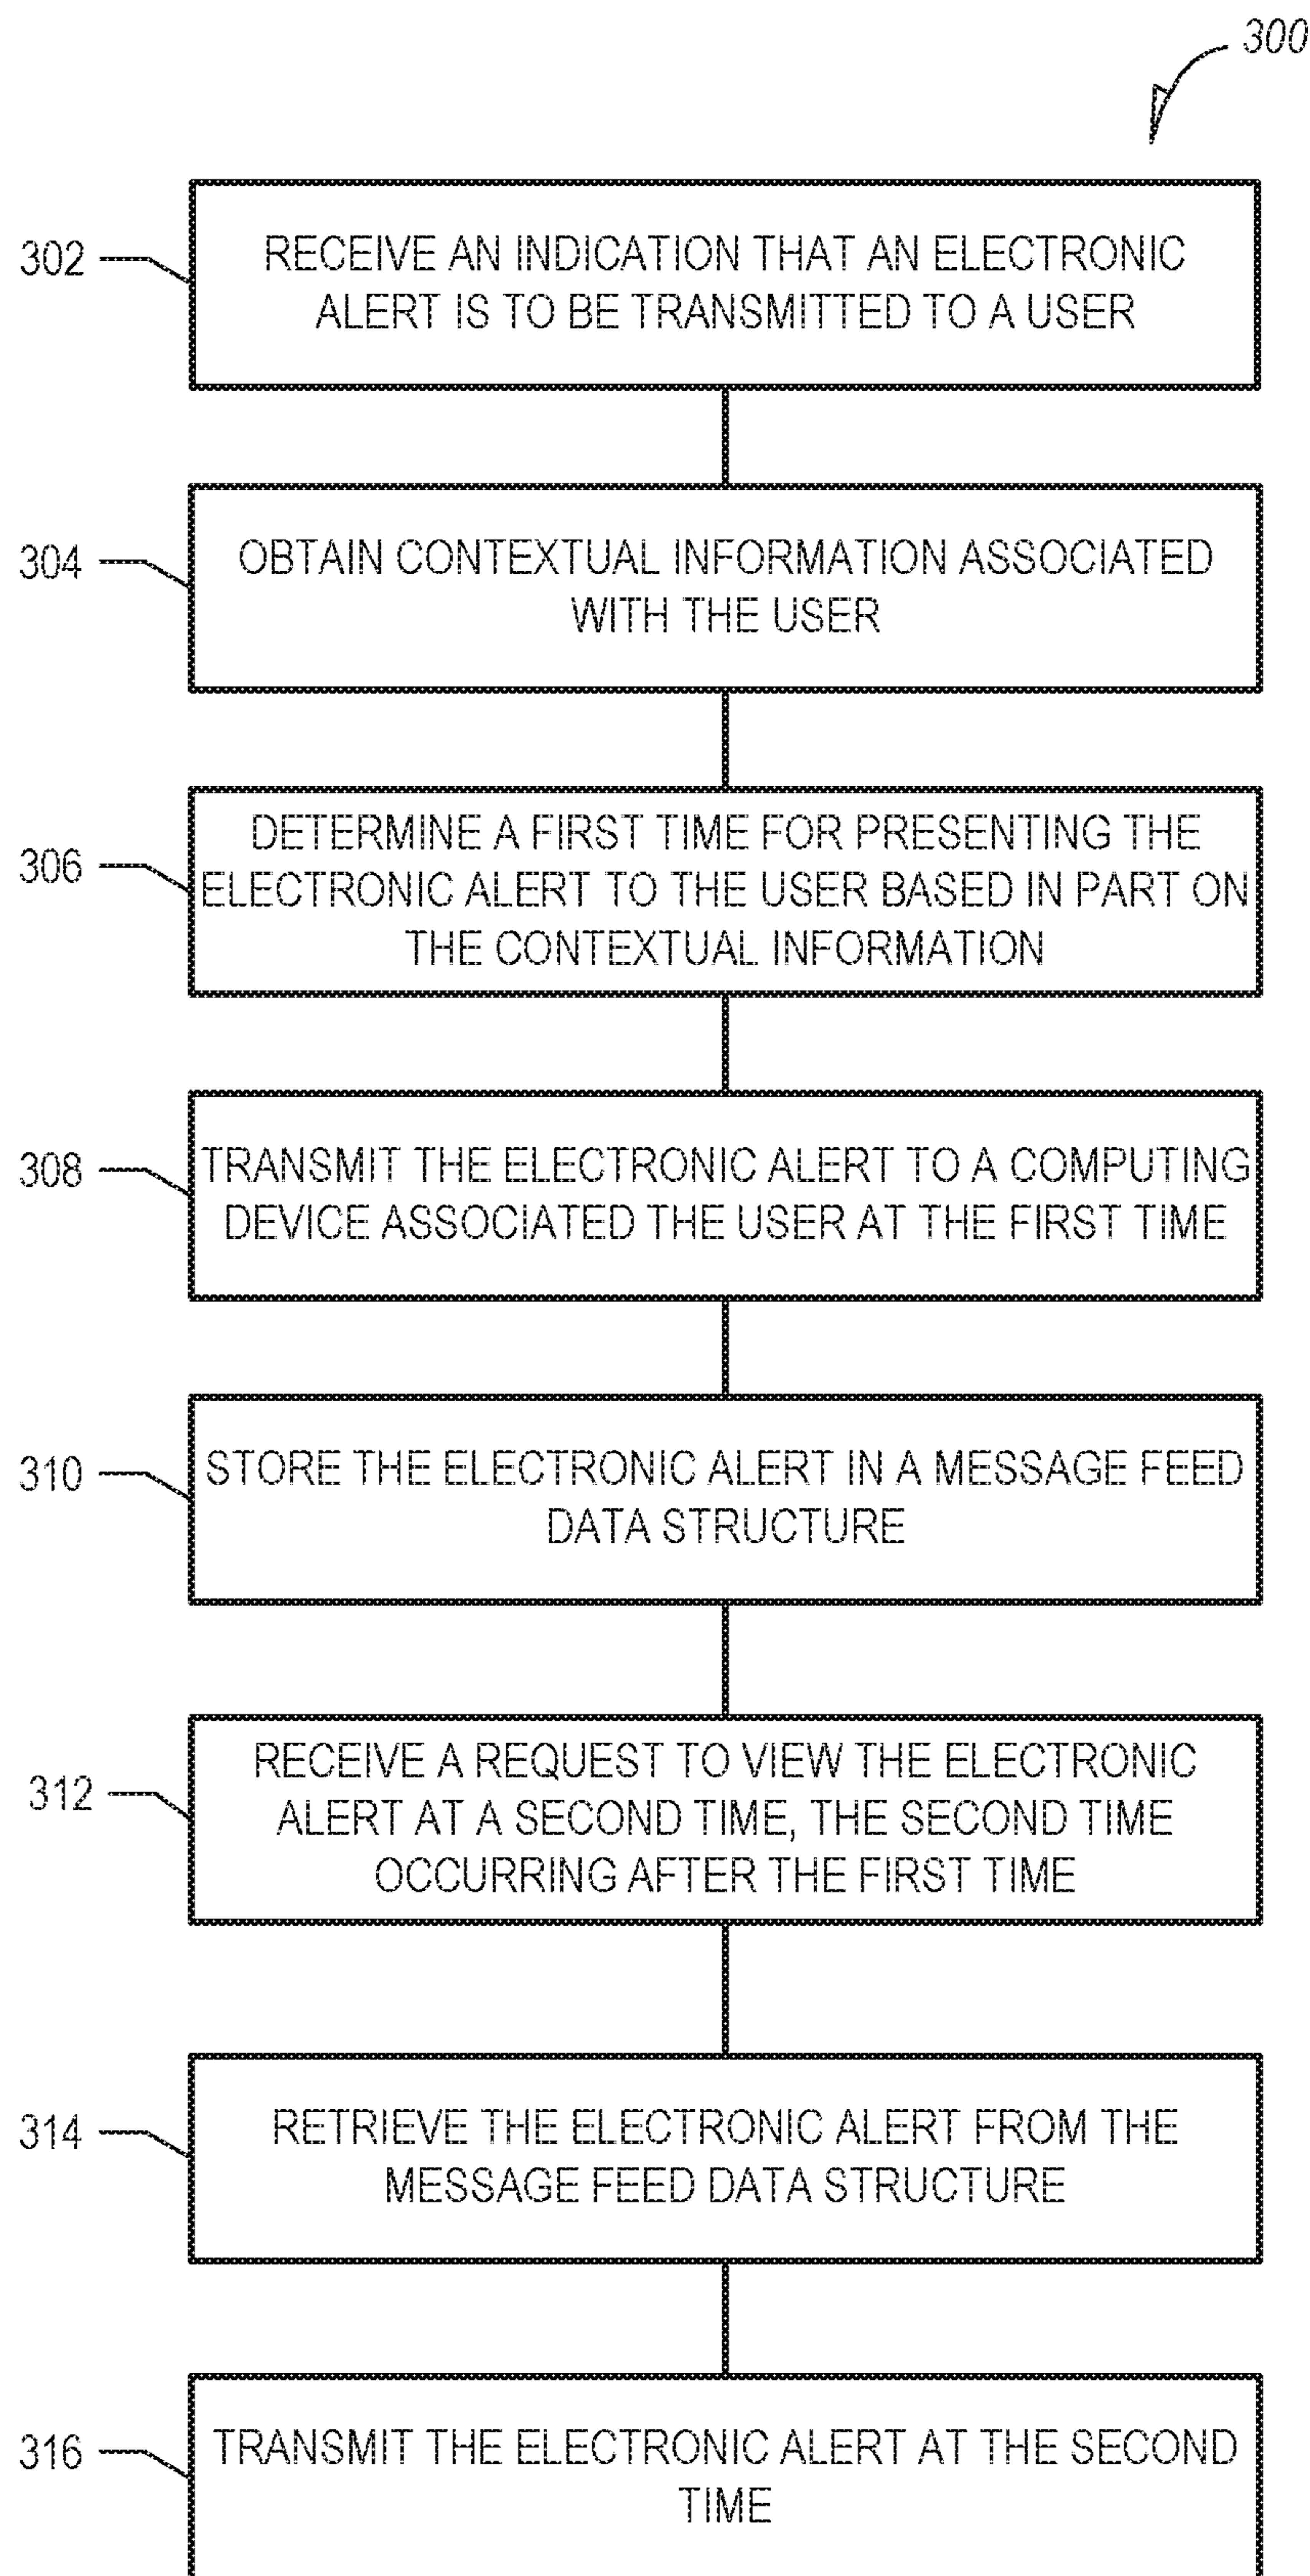 300
302
RECEIVE AN INDICATION THAT AN ELECTRONIC
ALERT IS TO BE TRANSMITTED TO A USER
304
OBTAIN CONTEXTUAL INFORMATION ASSOCIATED
WITH THE USER
306
DETERMINE A FIRST TIME FOR PRESENTING THE
ELECTRONIC ALERT TO THE USER BASED IN PART ON
THE CONTEXTUAL INFORMATION
308
TRANSMIT THE ELECTRONIC ALERT TO A COMPUTING
DEVICE ASSOCIATED THE USER AT THE FIRST TIME
310
STORE THE ELECTRONIC ALERT IN A MESSAGE FEED
DATA STRUCTURE
312
RECEIVE A REQUEST TO VIEW THE ELECTRONIC
ALERT AT A SECOND TIME, THE SECOND TIME
OCCURRING AFTER THE FIRST TIME
314
RETRIEVE THE ELECTRONIC ALERT FROM THE
MESSAGE FEED DATA STRUCTURE
316
TRANSMIT THE ELECTRONIC ALERT AT THE SECOND
TIME